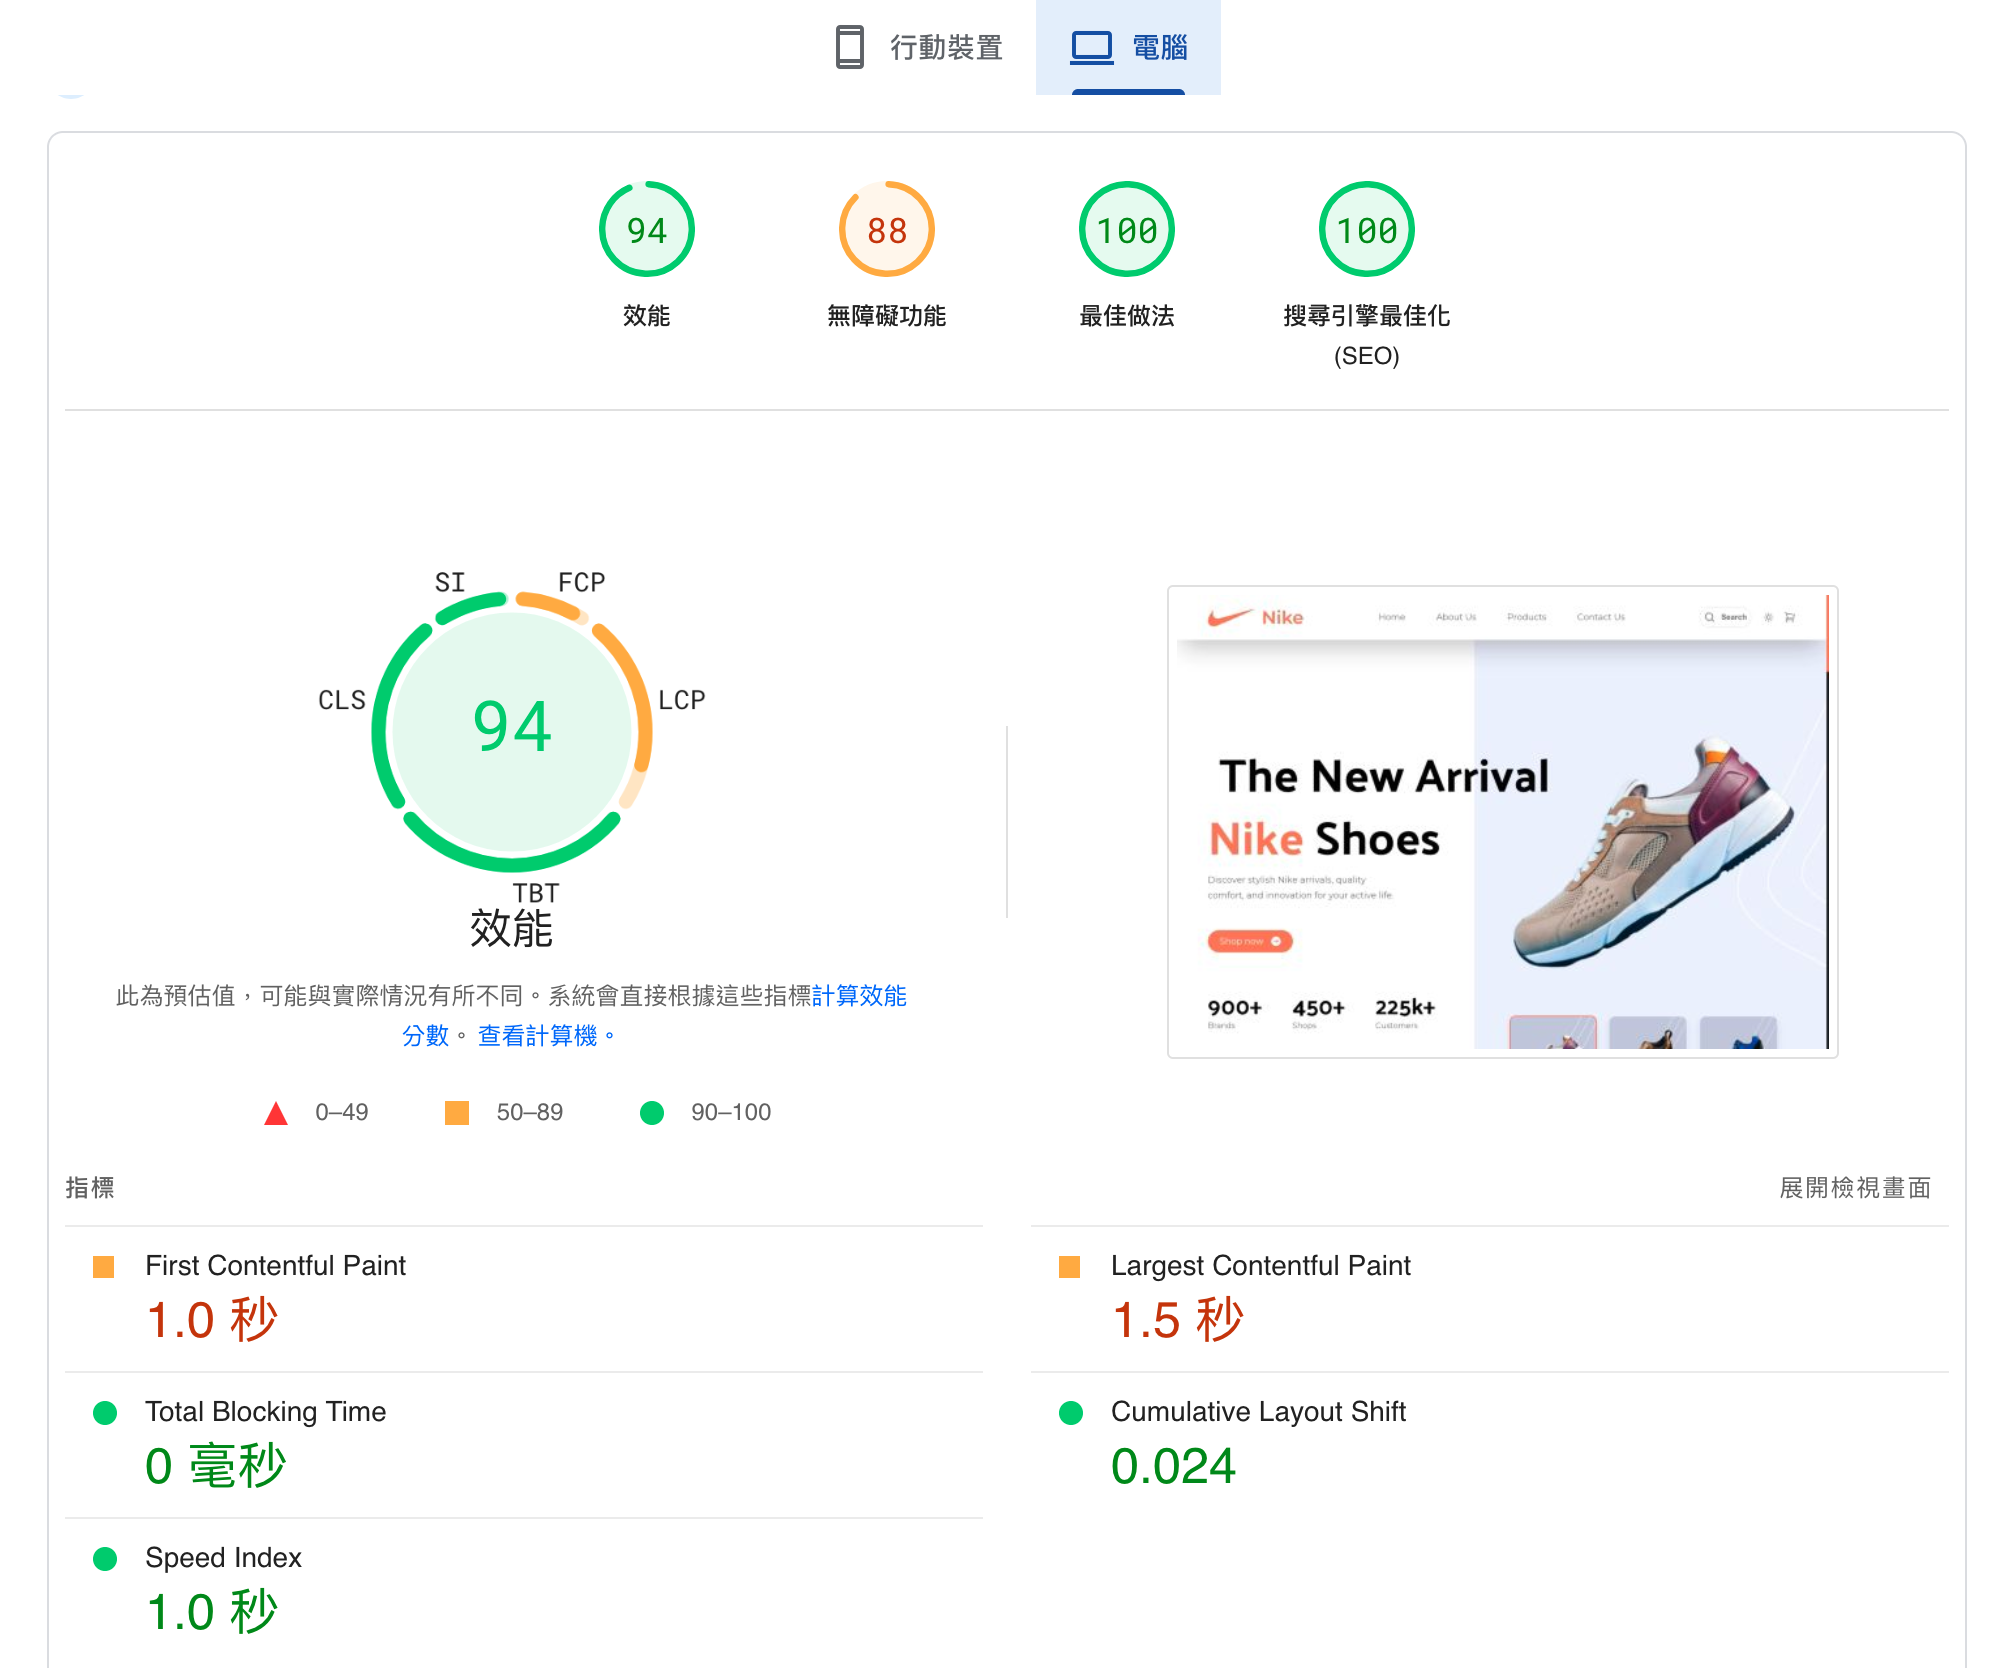 行動裝置
電腦
94
88
100
100
效能
無障礙功能
最佳做法
搜尋引擎最佳化
(SEO)
SI
FCP
CLS
LCP
94
TBT
效能
此為預估值，可能與實際情況有所不同。系統會直接根據這些指標計算效能
分數。 查看計算機。
0–49
50–89
90–100
Nike
Home
About Us
Products
Contact Us
Search
The New Arrival
Nike Shoes
Discover stylish Nike arrivals, quality
comfort, and innovation for your active life.
Shop now
900+
450+
225k+
Brands
Shops
Customers
指標
展開檢視畫面
First Contentful Paint
1.0 秒
Largest Contentful Paint
1.5 秒
Total Blocking Time
0 毫秒
Cumulative Layout Shift
0.024
Speed Index
1.0 秒